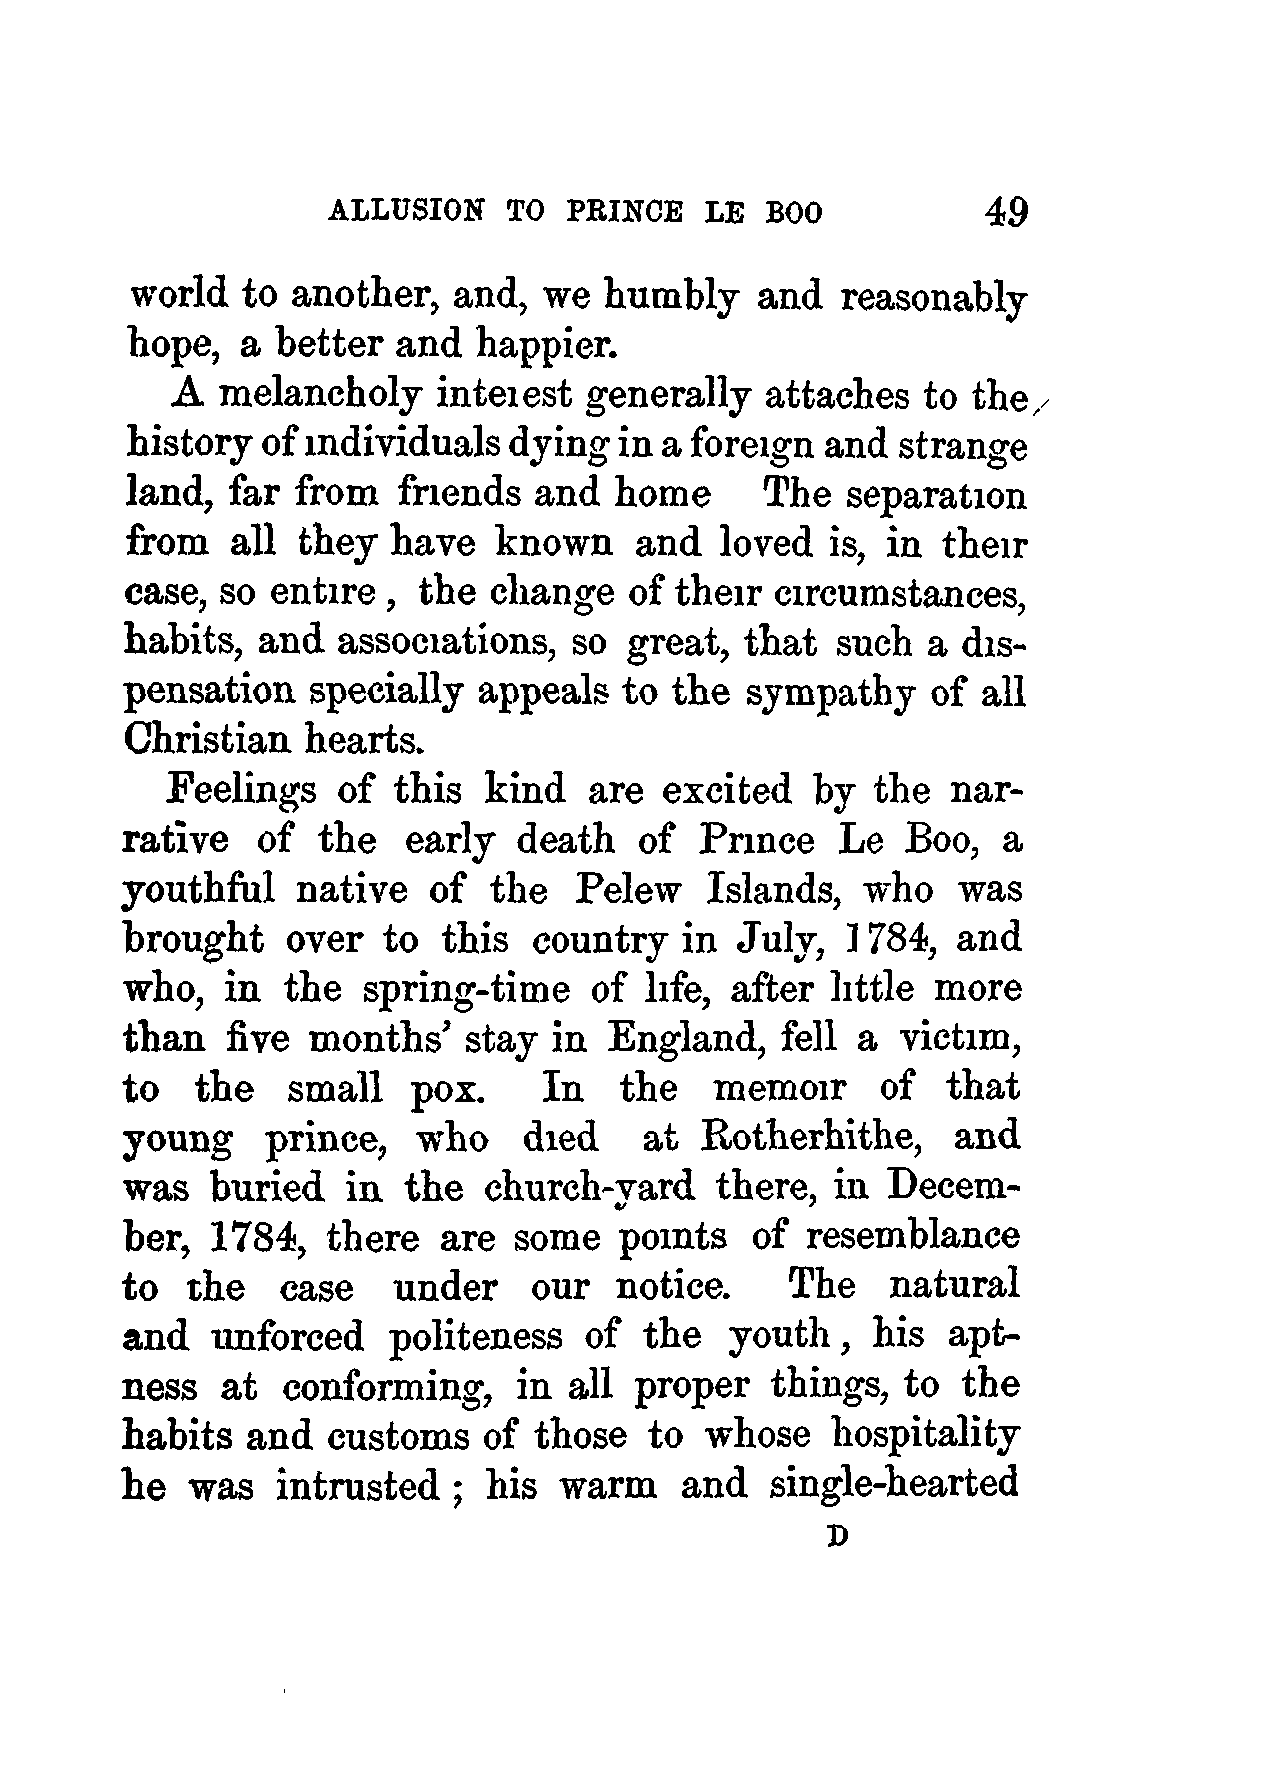 ALLUSION TO PRINCE LE BOO 49
world to another, and, we humbly and reasonably
hope, a better and happier.
A melancholy interest generally attaches to the
history of individuals dying in a foreign and strange
land, far from friends and home The separation
from all they have known and loved is, in their
case, so entire , the change of their circumstances,
habits, and associations, so great, that such a dis-
pensation specially appeals to the sympathy of all
Christian hearts.
Feelings of this kind are excited by the nar-
rative of the early death of Prince Le Boo, a
youthful native of the Pelew Islands, who was
brought over to this country in July, 1784, and
who, in the spring-time of life, after little more
than five months' stay in England, fell a victim,
to the small pox. In the memoir of that
young prince, who died at Rotherhithe, and
was buried in the church-yard there, in Decem-
ber, 1784, there are some points of resemblance
to the case under our notice. The natural
and unforced politeness of the youth , his apt-
ness at conforming, in all proper things, to the
habits and customs of those to whose hospitality
he was intrusted ; his warm and single-hearted
D